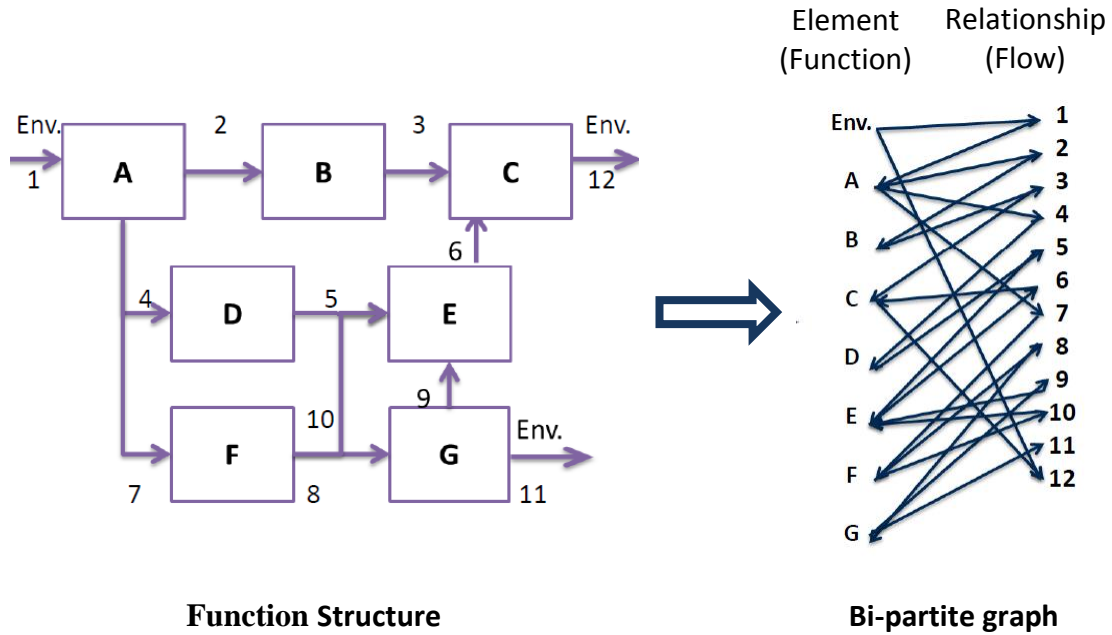 Element Relationship
(Function) (Flow)
Env. 2 3 Env.
A B C
1 12
6
4 D 5 E
10 9 Env.
F G
7 8 11
Env. 1
2
A 3
4
B 5
C 6
7
D 8
E 9
10
F 11
12
G
Function Structure Bi-partite graph